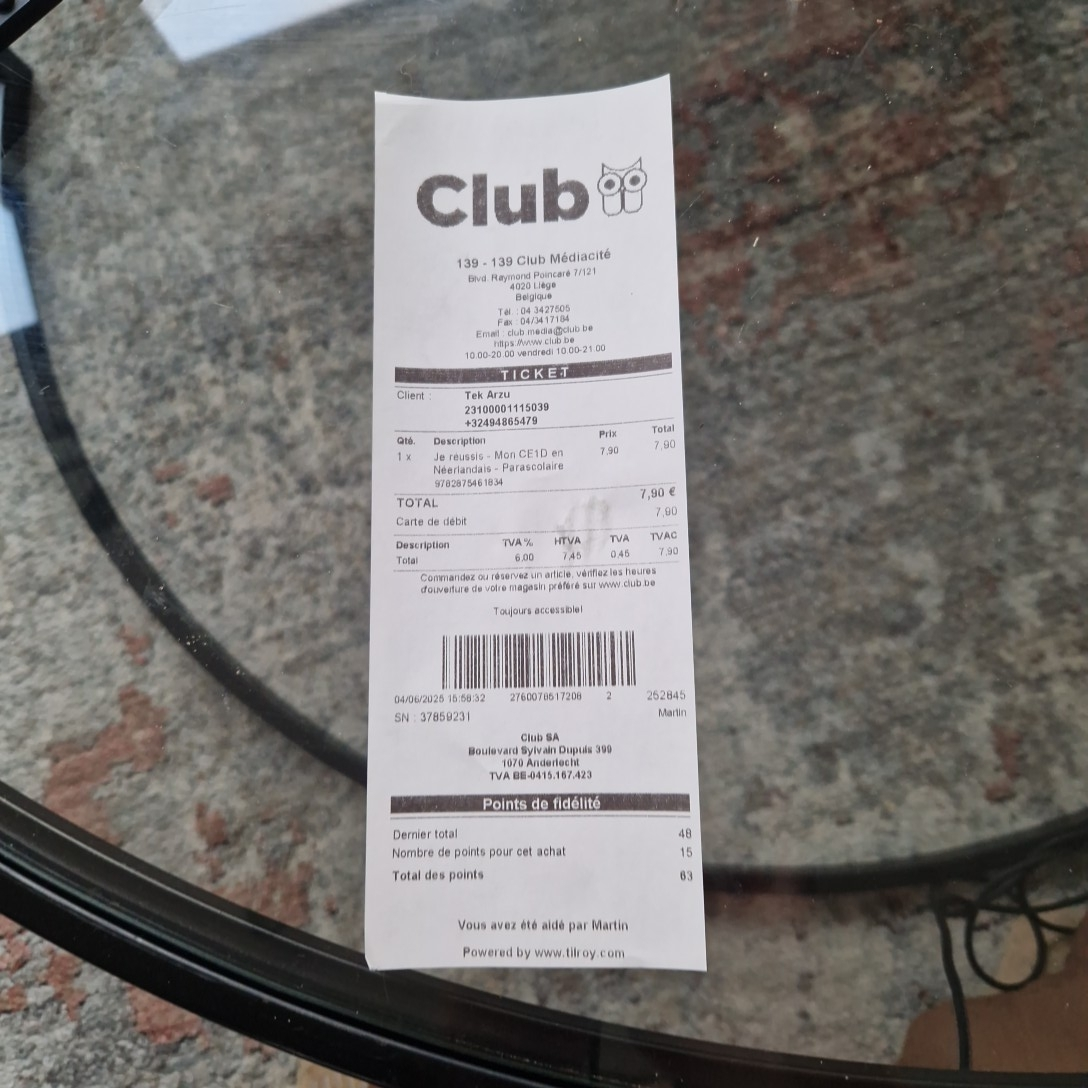 Club
139 - 139 Club Médiacité
Blvd. Raymond Poincaré 7/121
4020 Liège
Belgique
Tél. : 04 3427505
Fax : 04/3417184
Email : club.media@club.be
https://www.club.be
10.00-20.00 vendredi 10.00-21.00
TICKET
Client : Tek Arzu
23100001115039
+32494865479
Qté. Description Prix Total
1 x Je réussis - Mon CE1D en 7,90 7,90
Néerlandais - Parascolaire
9782875461834
TOTAL 7,90 €
Carte de débit 7,90
Description TVA % HTVA TVA TVAC
Total 6,00 7,45 0,45 7,90
Commandez ou réservez un article, vérifiez les heures
d'ouverture de votre magasin préféré sur www.club.be
Toujours accessible!
04/06/2025 15:58:32 2760078517208 2 252845
SN : 37859231 Martin
Club SA
Boulevard Sylvain Dupuis 399
1070 Anderlecht
TVA BE-0415.167.423
Points de fidélité
Dernier total 48
Nombre de points pour cet achat 15
Total des points 63
Vous avez été aidé par Martin
Powered by www.tilroy.com